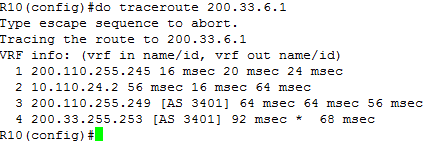 R10(config)#do traceroute 200.33.6.1
Type escape sequence to abort.
Tracing the route to 200.33.6.1
VRF info: (vrf in name/id, vrf out name/id)
1 200.110.255.245 16 msec 20 msec 24 msec
2 10.110.24.2 56 msec 16 msec 64 msec
3 200.110.255.249 [AS 3401] 64 msec 64 msec 56 msec
4 200.33.255.253 [AS 3401] 92 msec * 68 msec
R10(config)#